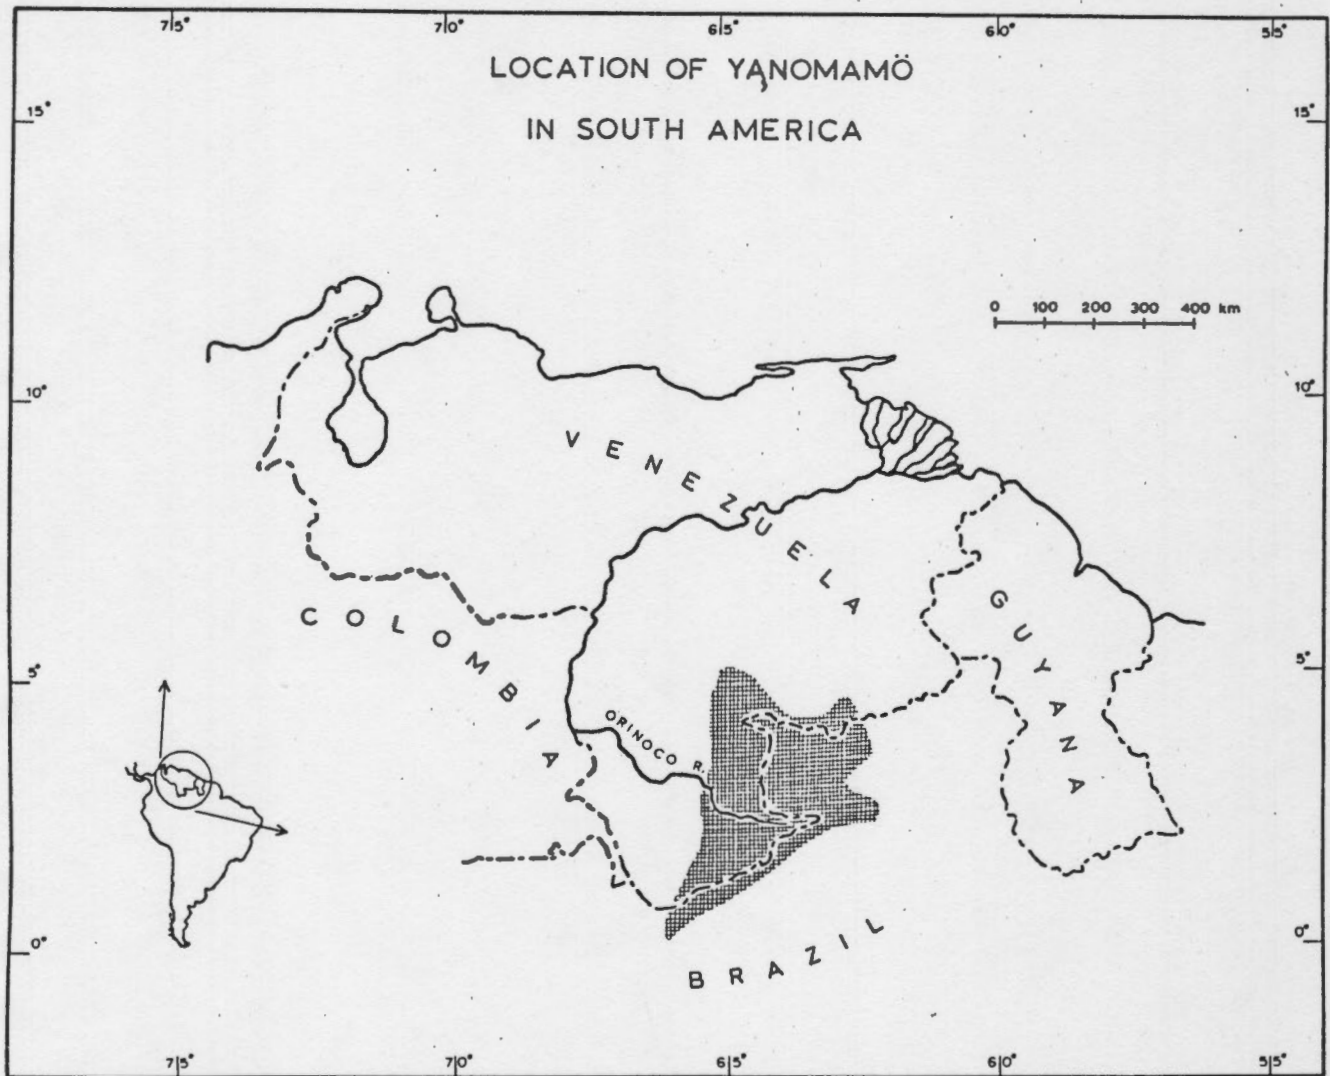 75° 70° 65° 60° 55°
LOCATION OF YĄNOMAMÖ
IN SOUTH AMERICA
15° 15°
0 100 200 300 400 km
10° 10°
VENEZUELA
GUYANA
COLOMBIA
5° 5°
ORINOCO R.
BRAZIL
0° 0°
75° 70° 65° 60° 55°